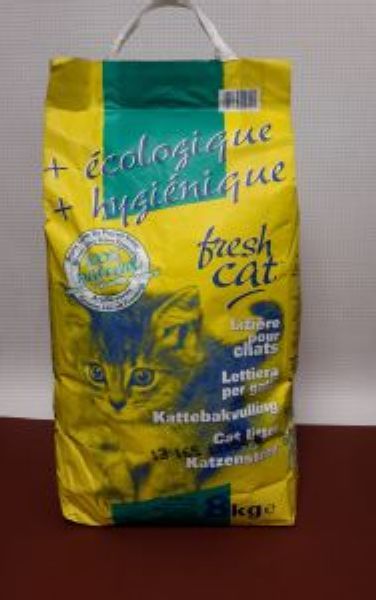 + écologique
+ hygiénique
fresh
cat
Litière
pour
chats
Lettiera
per gatti
Kattebakvulling
Cat litter
Katzenstreu
8kg e